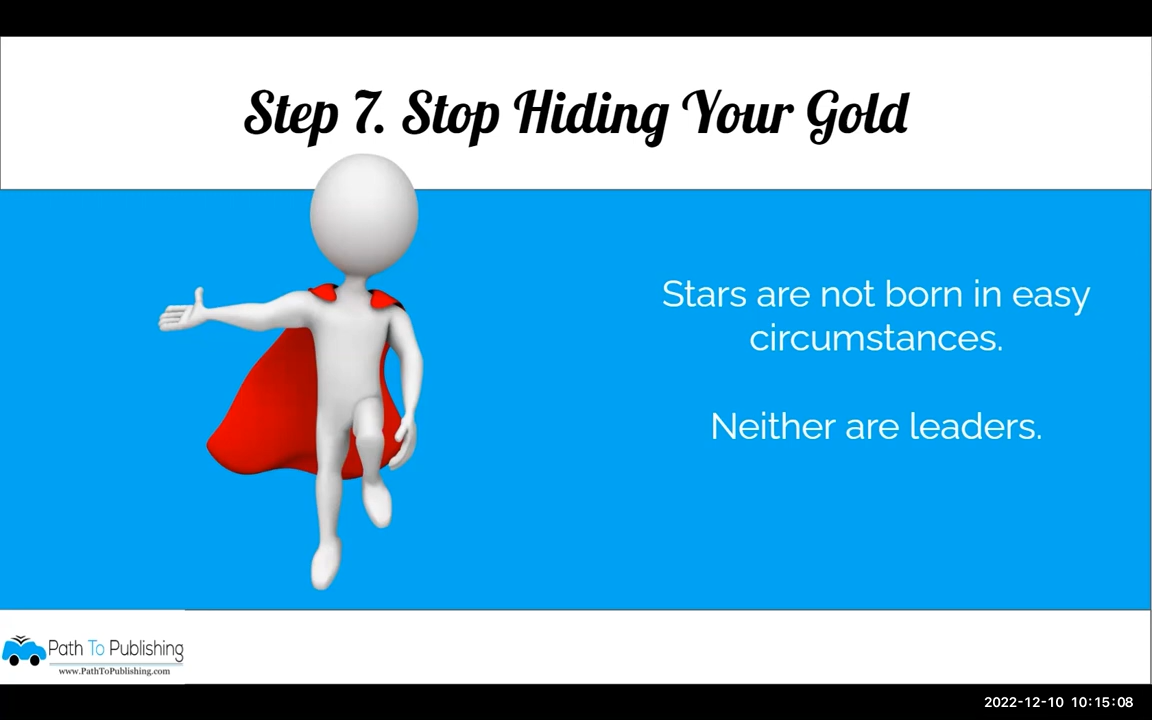 Step 7. Stop Hiding Your Gold
Stars are not born in easy
circumstances.
Neither are leaders.
Path To Publishing
www.PathToPublishing.com
2022-12-10 10:15:08